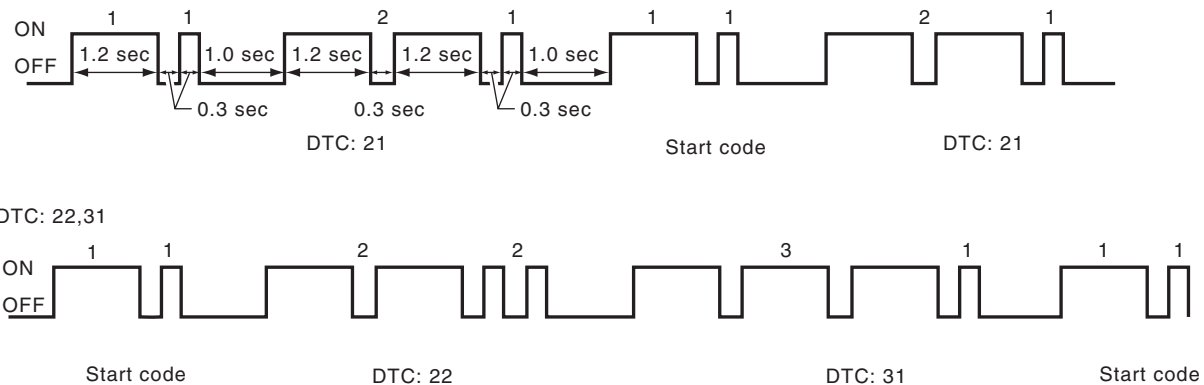 1 1 2 1 1 1 2 1
ON
1.2 sec 1.0 sec 1.2 sec 1.2 sec 1.0 sec
OFF
0.3 sec 0.3 sec 0.3 sec
DTC: 21 Start code DTC: 21
DTC: 22,31
1 1 2 2 3 1 1 1
ON
OFF
Start code DTC: 22 DTC: 31 Start code